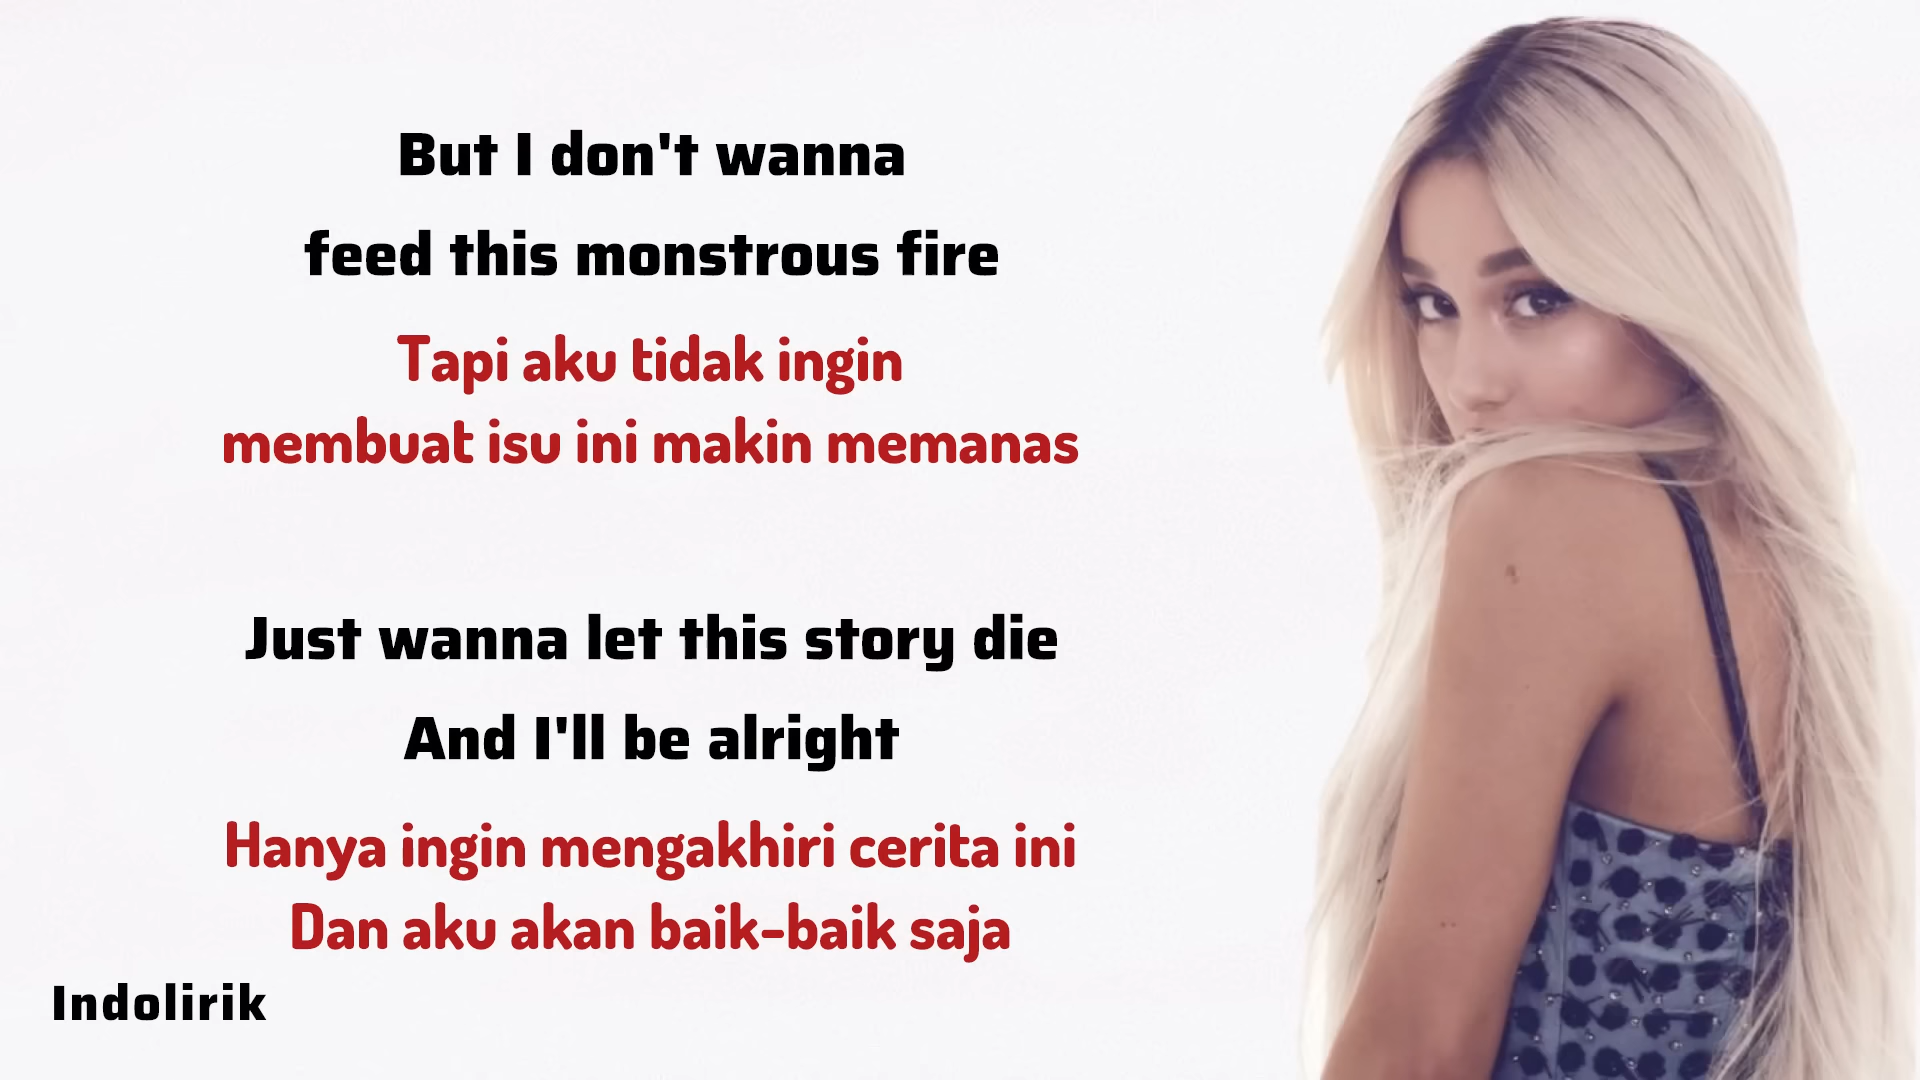 But I don't wanna
feed this monstrous fire
Tapi aku tidak ingin
membuat isu ini makin memanas
Just wanna let this story die
And I'll be alright
Hanya ingin mengakhiri cerita ini
Dan aku akan baik-baik saja
Indolirik